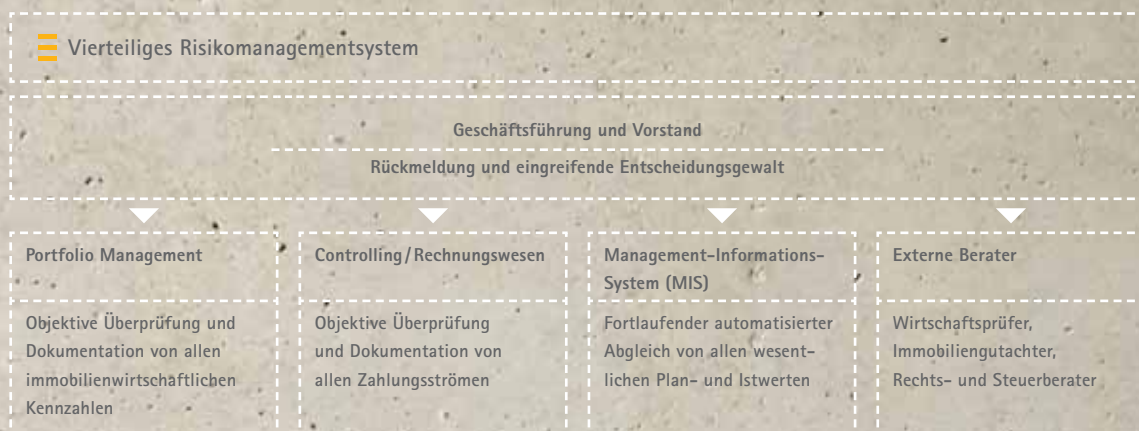 Vierteiliges Risikomanagementsystem
Geschäftsführung und Vorstand
Rückmeldung und eingreifende Entscheidungsgewalt
Portfolio Management
Objektive Überprüfung und
Dokumentation von allen
immobilienwirtschaftlichen
Kennzahlen
Controlling/Rechnungswesen
Objektive Überprüfung
und Dokumentation von
allen Zahlungsströmen
Management-Informations-
System (MIS)
Fortlaufender automatisierter
Abgleich von allen wesent-
lichen Plan- und Istwerten
Externe Berater
Wirtschaftsprüfer,
Immobiliengutachter,
Rechts- und Steuerberater